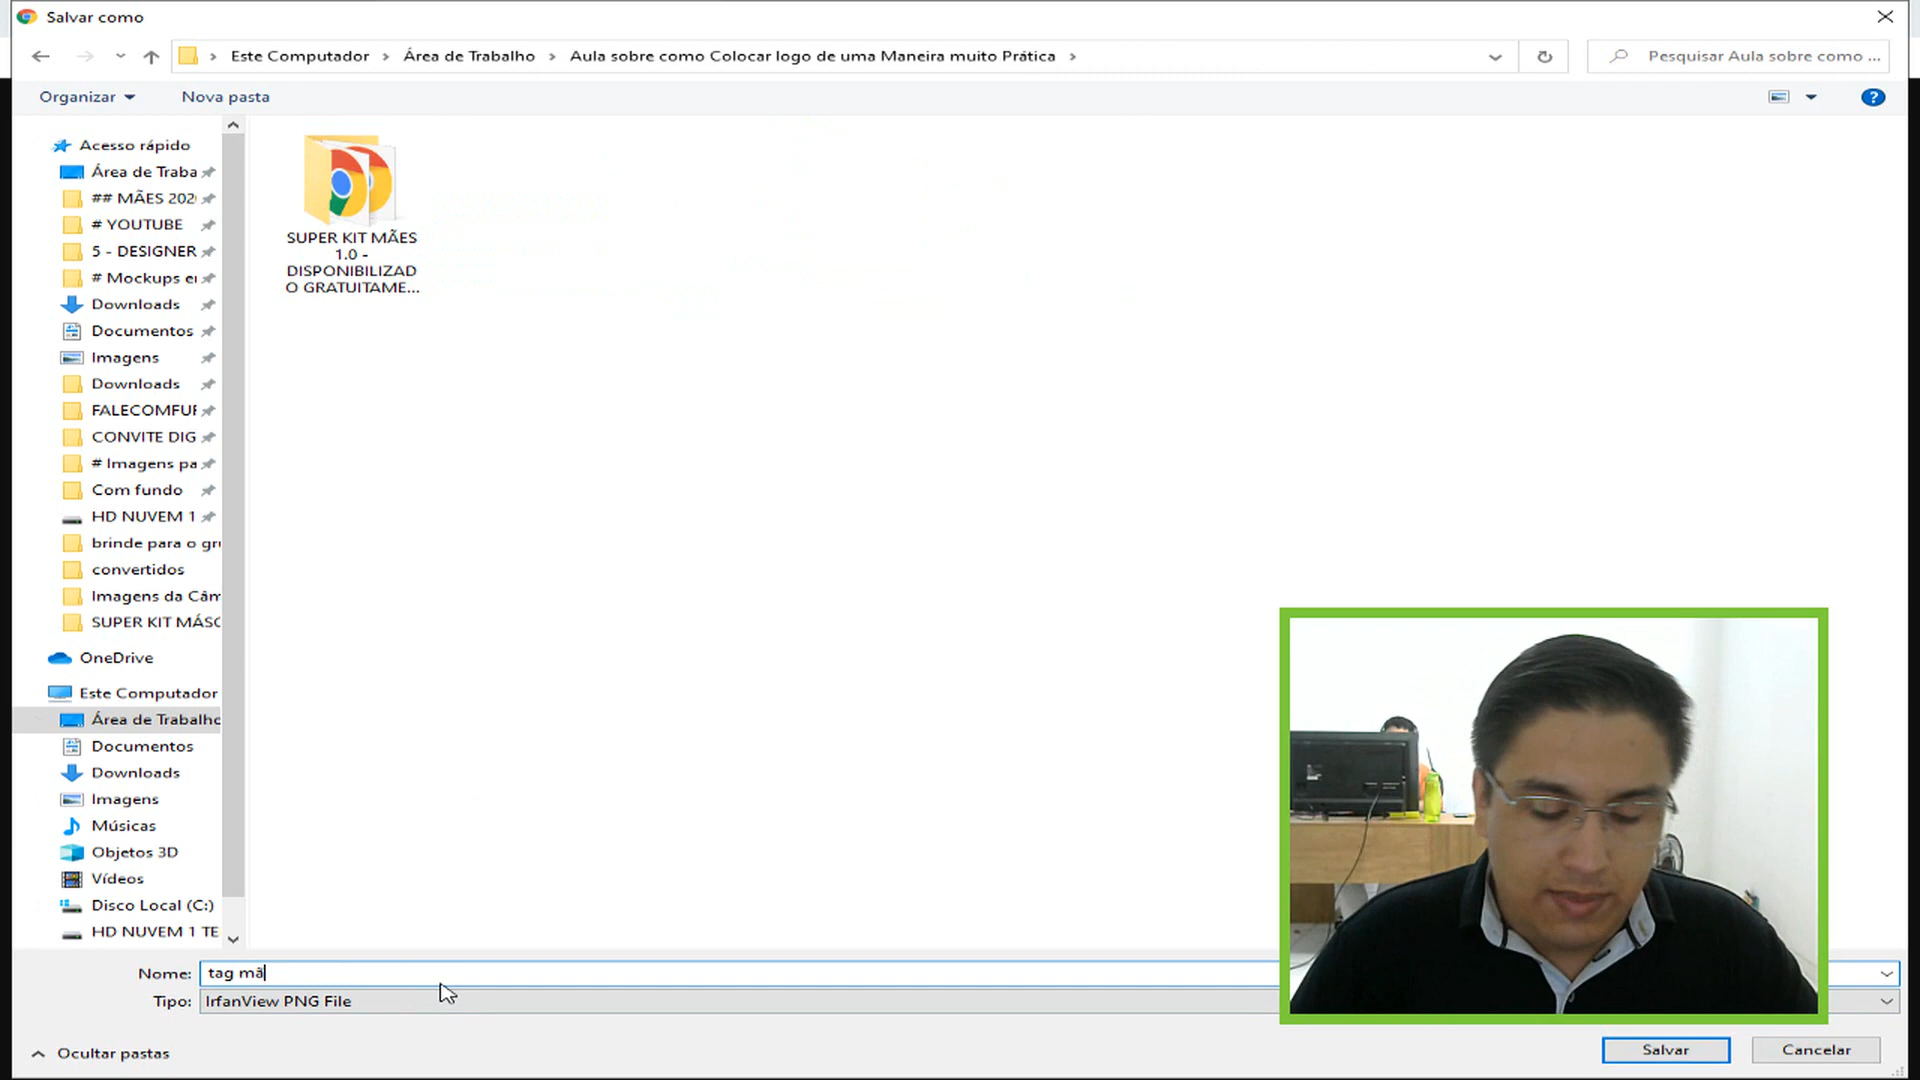 Salvar como
Este Computador > Área de Trabalho > Aula sobre como Colocar logo de uma Maneira muito Prática >
Pesquisar Aula sobre como ...
Organizar
Nova pasta
Acesso rápido
Área de Traba
## MÃES 202
# YOUTUBE
5 - DESIGNER
# Mockups e
Downloads
Documentos
Imagens
Downloads
FALECOMFU
CONVITE DIG
# Imagens pa
Com fundo
HD NUVEM 1
brinde para o gr
convertidos
Imagens da Câm
SUPER KIT MÁSC
OneDrive
Este Computador
Área de Trabalho
Documentos
Downloads
Imagens
Músicas
Objetos 3D
Vídeos
Disco Local (C:)
HD NUVEM 1 TE
SUPER KIT MÃES
1.0 -
DISPONIBILIZAD
O GRATUITAME...
Nome: tag mã
Tipo: IrfanView PNG File
Ocultar pastas
Salvar
Cancelar